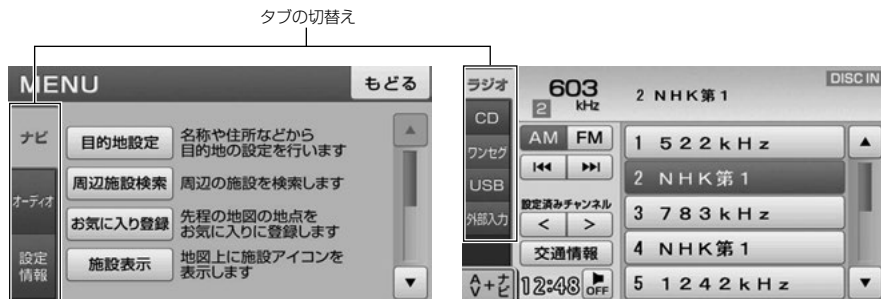 タブの切替え
MENU
もどる
ナビ
オーディオ
設定
情報
目的地設定
名称や住所などから
目的地の設定を行います
周辺施設検索
周辺の施設を検索します
お気に入り登録
先程の地図の地点を
お気に入りに登録します
施設表示
地図上に施設アイコンを
表示します
ラジオ
CD
ワンセグ
USB
外部入力
A/V+ナビ
603
kHz
2
2 NHK第1
DISC IN
AM
FM
設定済みチャンネル
<
>
交通情報
12:48
OFF
1 522kHz
2 NHK第1
3 783kHz
4 NHK第1
5 1242kHz